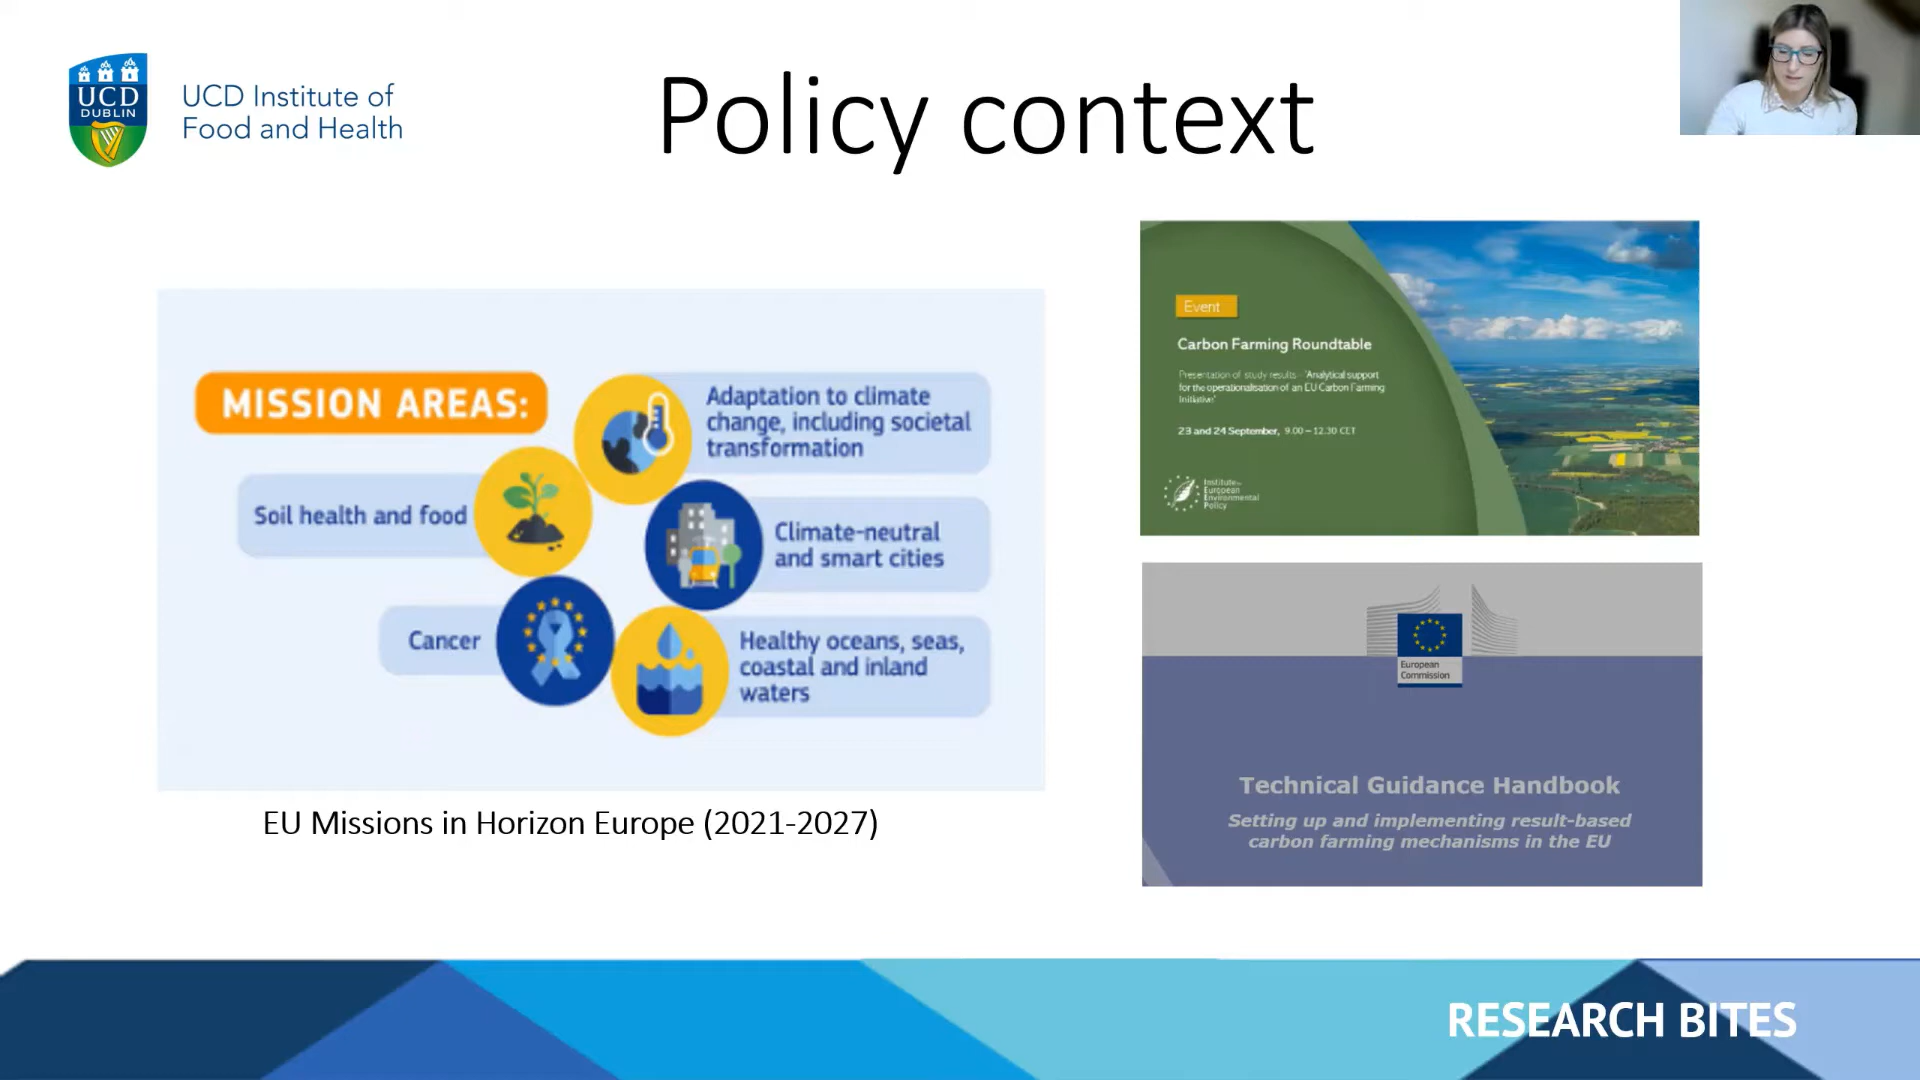 UCD
DUBLIN
UCD Institute of
Food and Health
Policy context
MISSION AREAS:
Adaptation to climate
change, including societal
transformation
Soil health and food
Climate-neutral
and smart cities
Cancer
Healthy oceans, seas,
coastal and inland
waters
EU Missions in Horizon Europe (2021-2027)
Event
Carbon Farming Roundtable
Presentation of study results - 'Analytical support
for the operationalisation of an EU Carbon Farming
Initiative'
23 and 24 September, 9.00 – 12.30 CET
Institute for
European
Environmental
Policy
European
Commission
Technical Guidance Handbook
Setting up and implementing result-based
carbon farming mechanisms in the EU
RESEARCH BITES